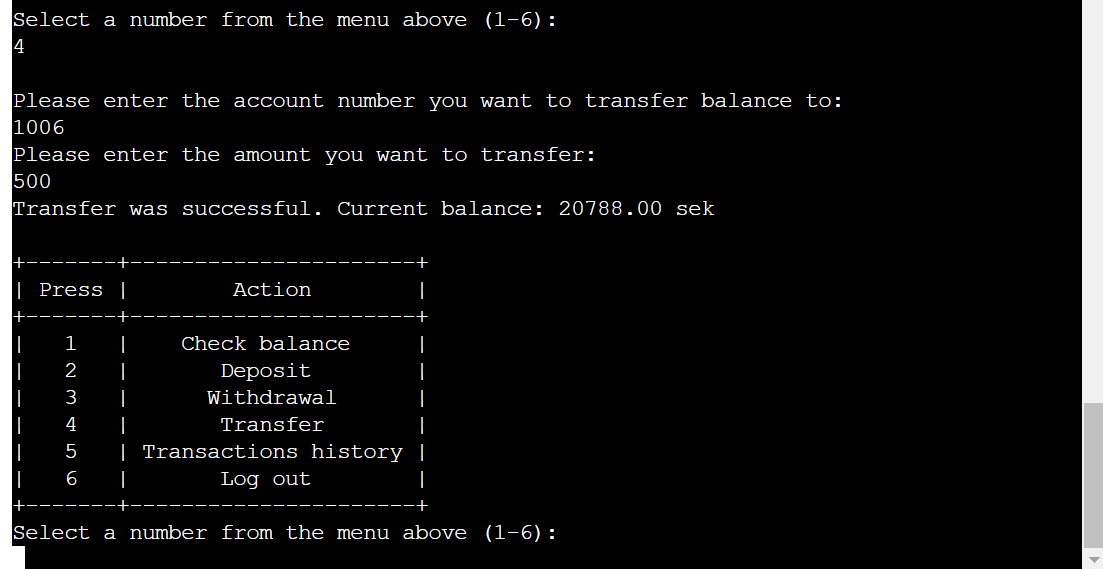 Select a number from the menu above (1-6):
4
Please enter the account number you want to transfer balance to:
1006
Please enter the amount you want to transfer:
500
Transfer was successful. Current balance: 20788.00 sek
+-------+----------------------+
| Press |        Action        |
+-------+----------------------+
|   1   |    Check balance     |
|   2   |       Deposit        |
|   3   |      Withdrawal      |
|   4   |       Transfer       |
|   5   | Transactions history |
|   6   |       Log out        |
+-------+----------------------+
Select a number from the menu above (1-6):